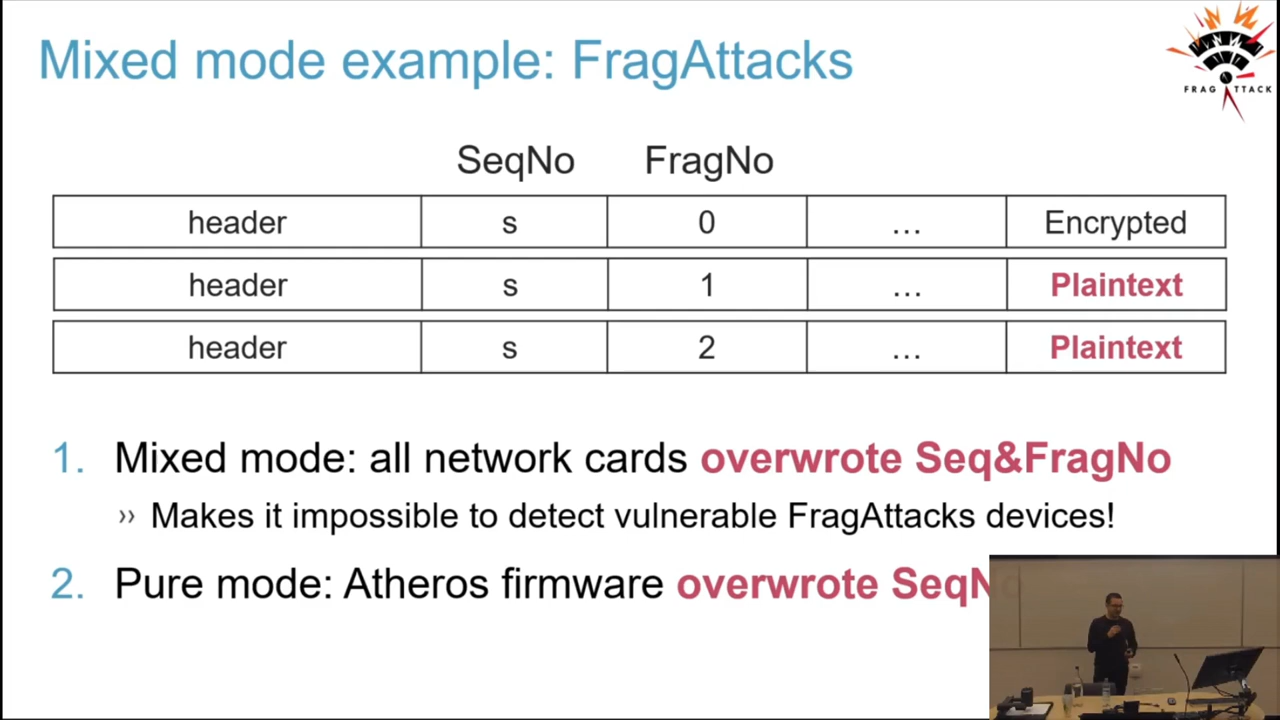 Mixed mode example: FragAttacks
FRAG ATTACK
SeqNo FragNo
header s 0 … Encrypted
header s 1 … Plaintext
header s 2 … Plaintext
1. Mixed mode: all network cards overwrote Seq&FragNo
›› Makes it impossible to detect vulnerable FragAttacks devices!
2. Pure mode: Atheros firmware overwrote SeqNo